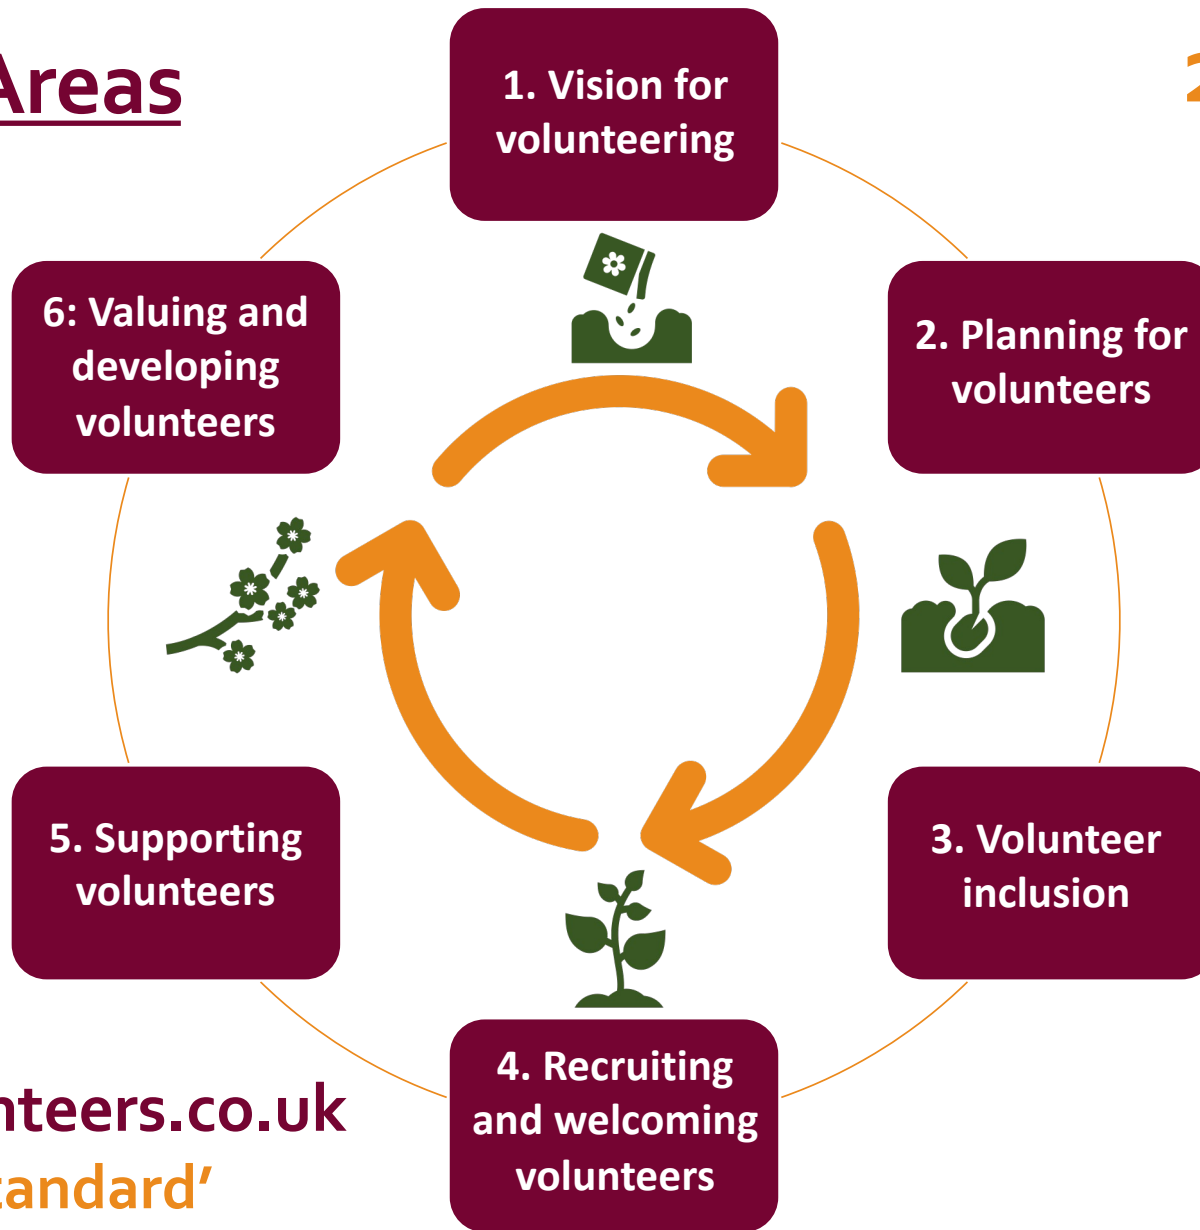 Areas
2
1. Vision for
volunteering
2. Planning for
volunteers
3. Volunteer
inclusion
4. Recruiting
and welcoming
volunteers
5. Supporting
volunteers
6: Valuing and
developing
volunteers
nteers.co.uk
tandard’